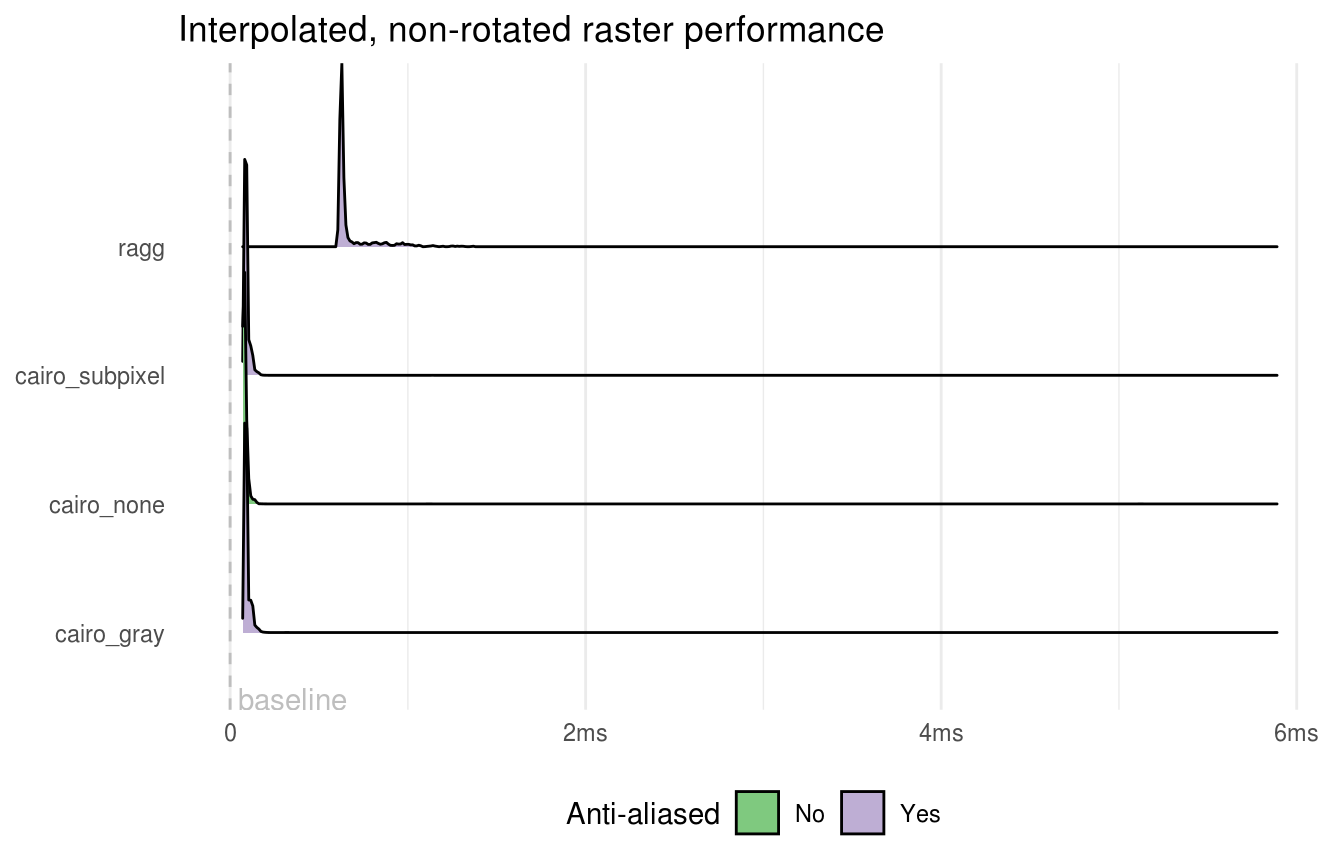 Interpolated, non-rotated raster performance
ragg
cairo_subpixel
cairo_none
cairo_gray
baseline
0 2ms 4ms 6ms
Anti-aliased No Yes